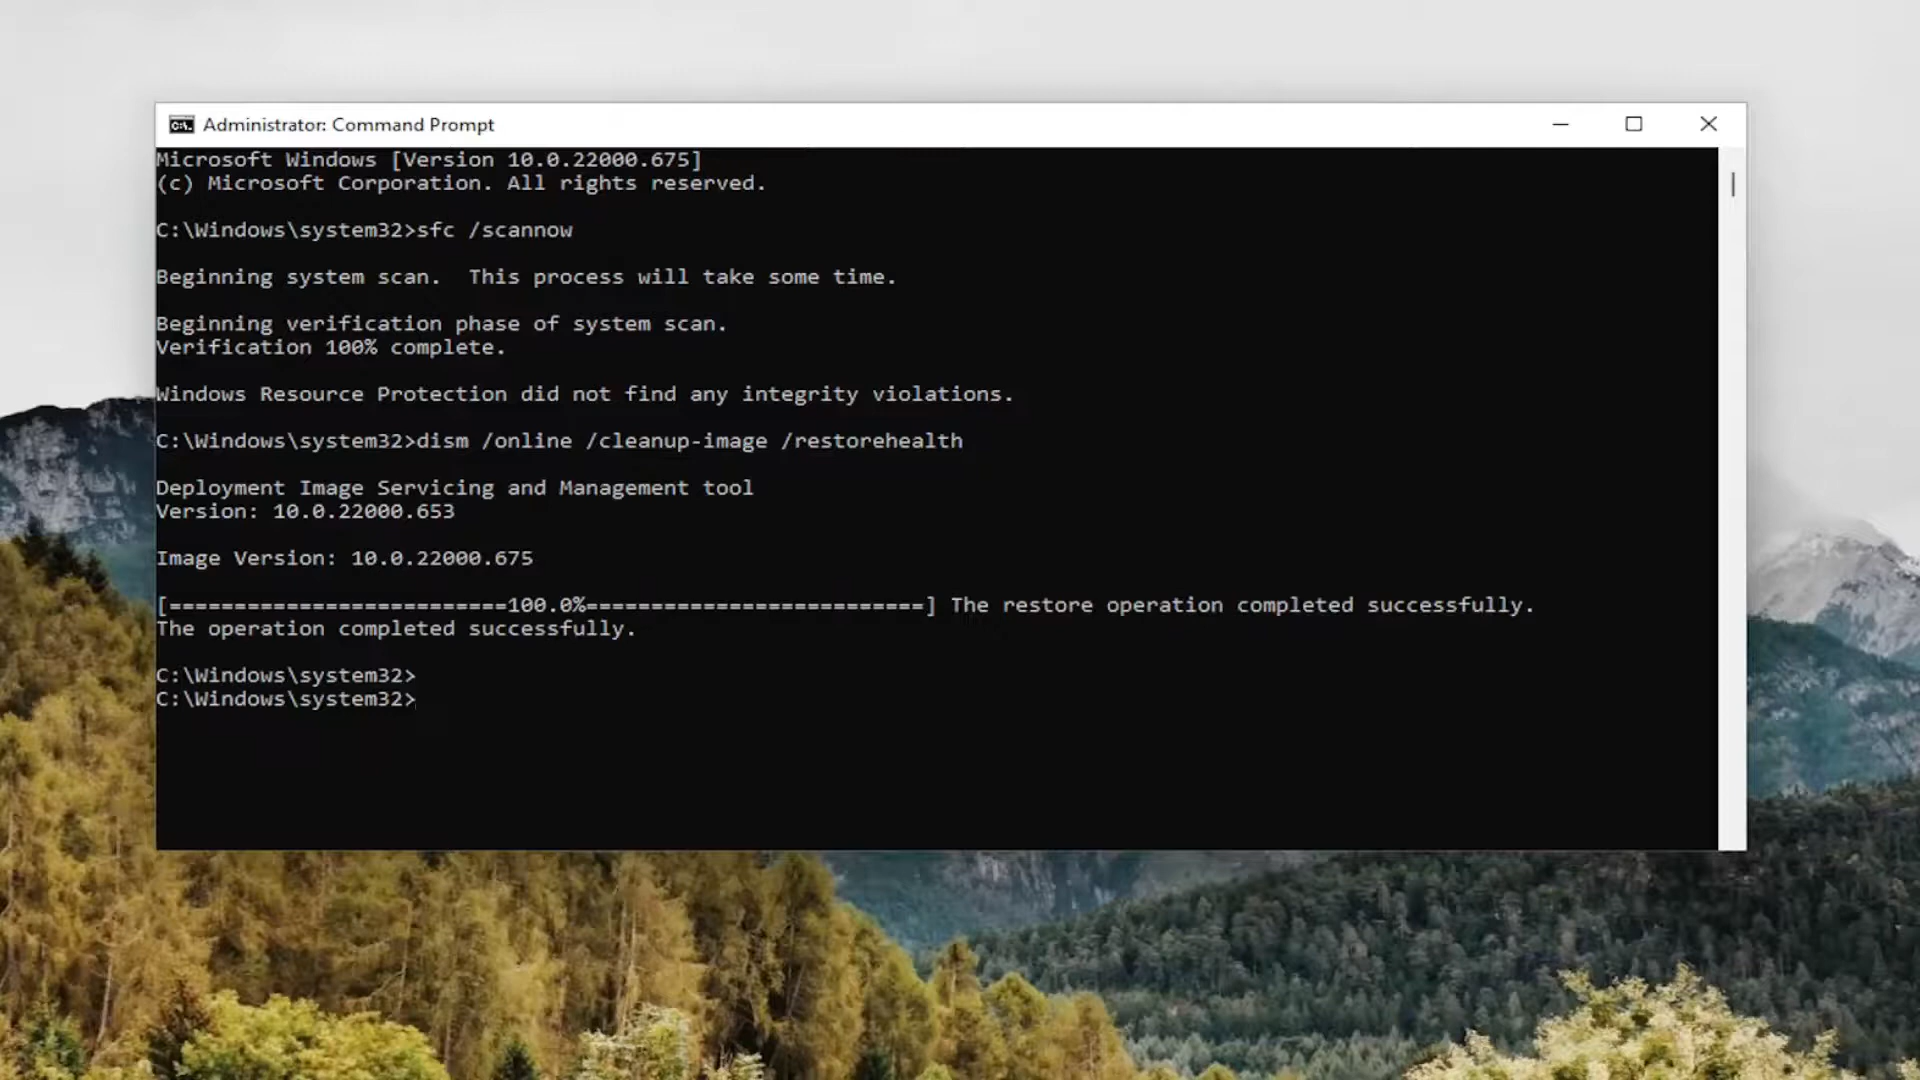 Administrator: Command Prompt
Microsoft Windows [Version 10.0.22000.675]
(c) Microsoft Corporation. All rights reserved.
C:\Windows\system32>sfc /scannow
Beginning system scan.  This process will take some time.
Beginning verification phase of system scan.
Verification 100% complete.
Windows Resource Protection did not find any integrity violations.
C:\Windows\system32>dism /online /cleanup-image /restorehealth
Deployment Image Servicing and Management tool
Version: 10.0.22000.653
Image Version: 10.0.22000.675
[==========================100.0%==========================] The restore operation completed successfully.
The operation completed successfully.
C:\Windows\system32>
C:\Windows\system32>